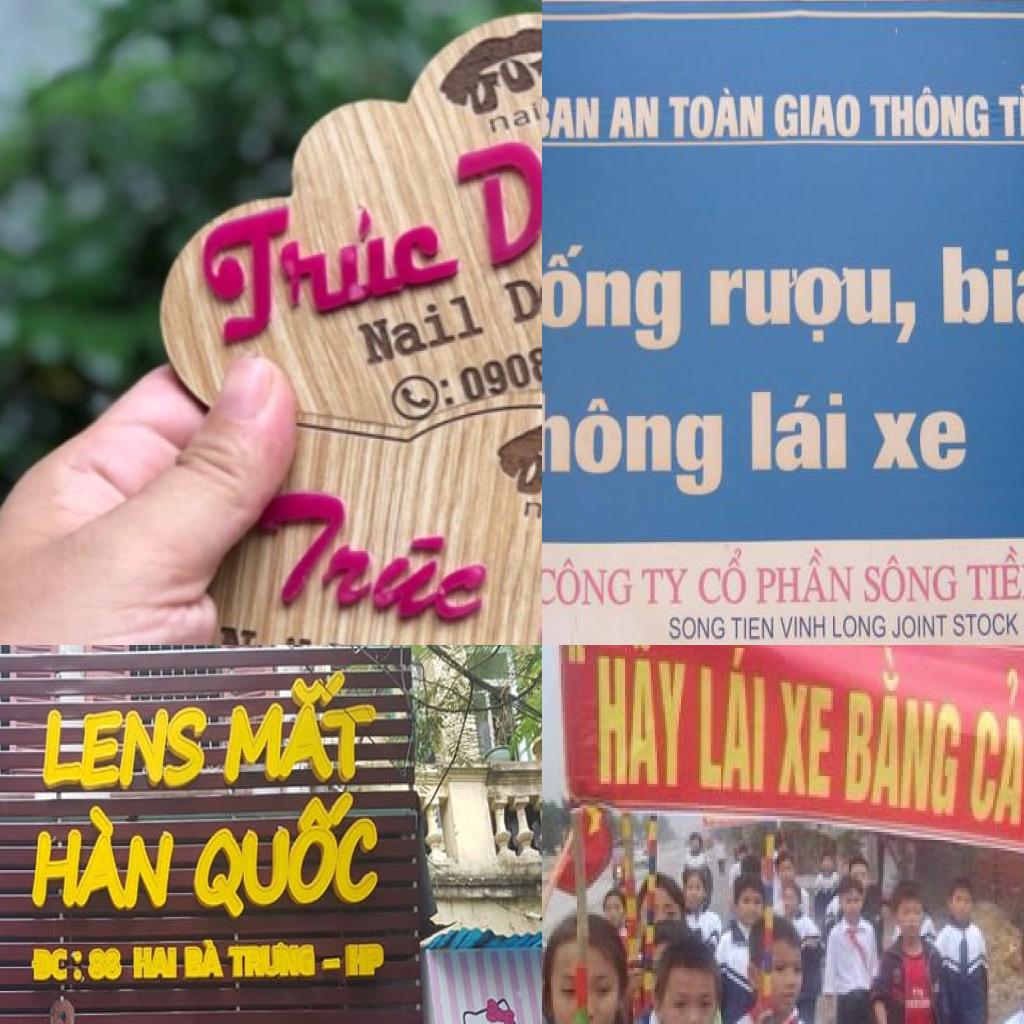 nai
Trúc D
Nail D
: 0908
Trúc
BAN AN TOÀN GIAO THÔNG T
ống rượu, bia
hông lái xe
CÔNG TY CỔ PHẦN SÔNG TIỀ
SONG TIEN VINH LONG JOINT STOCK
LENS MẮT
HÀN QUỐC
ĐC : 88 HAI BÀ TRƯNG - HP
"HÃY LÁI XE BẰNG CẢ